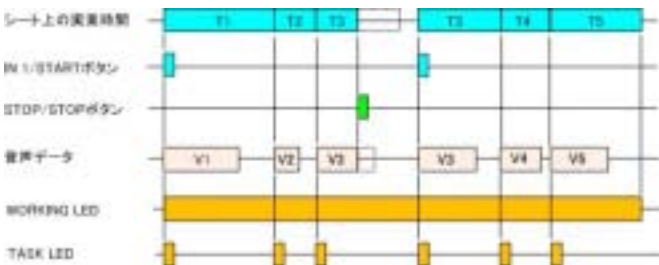 シート上の実業時間 T1 T2 T3 T3 T4 T5
IN 1/STARTボタン
STOP/STOPボタン
音声データ V1 V2 V3 V3 V4 V5
WORKING LED
TASK LED